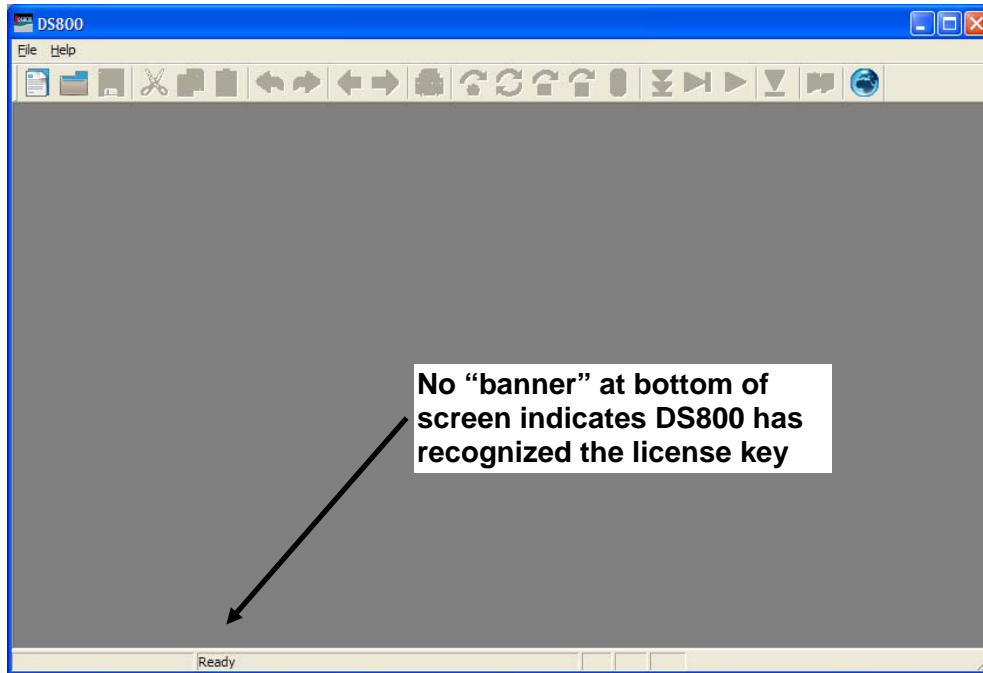 DS800
File Help
No “banner” at bottom of
screen indicates DS800 has
recognized the license key
Ready